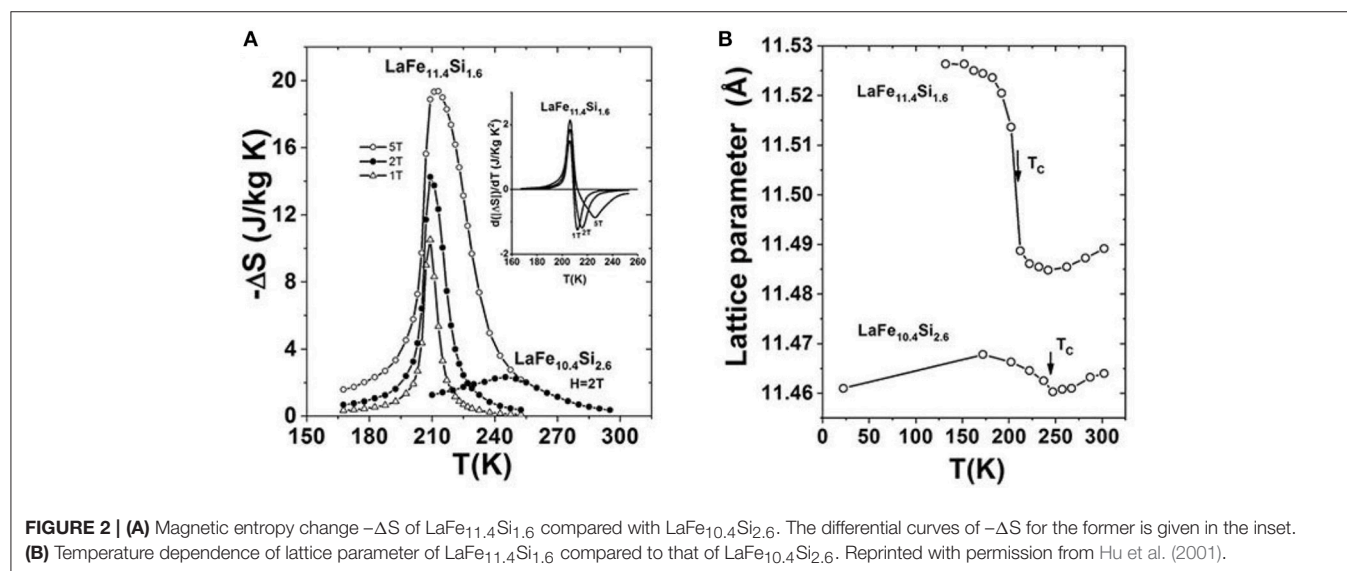 A
LaFe11.4Si1.6
5T
2T
1T
-ΔS (J/kg K)
20
16
12
8
4
0
150 180 210 240 270 300
T(K)
LaFe10.4Si2.6
H=2T
LaFe11.4Si1.6
d(|ΔS|)/dT (J/Kg K2)
2
0
-2
1T 2T 5T
160 180 200 220 240 260
T(K)
B
Lattice parameter (Å)
11.53
11.52
11.51
11.50
11.49
11.48
11.47
11.46
LaFe11.4Si1.6
TC
LaFe10.4Si2.6
TC
0 50 100 150 200 250 300
T(K)
FIGURE 2 | (A) Magnetic entropy change –ΔS of LaFe11.4Si1.6 compared with LaFe10.4Si2.6. The differential curves of –ΔS for the former is given in the inset.
(B) Temperature dependence of lattice parameter of LaFe11.4Si1.6 compared to that of LaFe10.4Si2.6. Reprinted with permission from Hu et al. (2001).